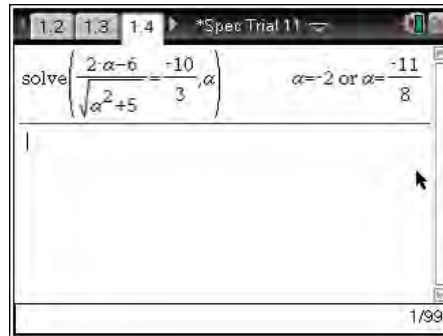 1.2 1.3 1.4 *Spec Trial 11
solve(2·α-6/√α²+5=-10/3,α) α=-2 or α=-11/8
1/99